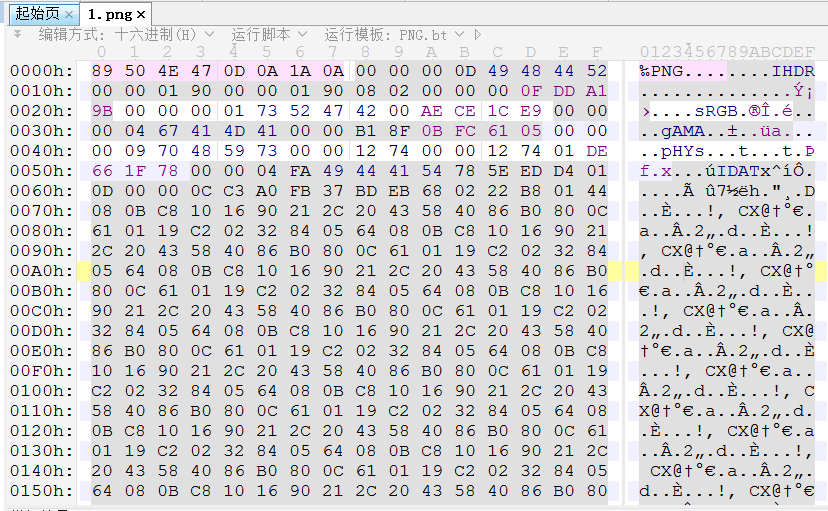 起始页 × 1.png ×
编辑方式: 十六进制(H) 运行脚本 运行模板: PNG.bt
0 1 2 3 4 5 6 7 8 9 A B C D E F 0123456789ABCDEF
0000h: 89 50 4E 47 0D 0A 1A 0A 00 00 00 0D 49 48 44 52 ‰PNG........IHDR
0010h: 00 00 01 90 00 00 01 90 08 02 00 00 00 0F DD A1 ..............Ý¡
0020h: 9B 00 00 00 01 73 52 47 42 00 AE CE 1C E9 00 00 ›....sRGB.®Î.é..
0030h: 00 04 67 41 4D 41 00 00 B1 8F 0B FC 61 05 00 00 ..gAMA..±..üa...
0040h: 00 09 70 48 59 73 00 00 12 74 00 00 12 74 01 DE ..pHYs...t...t.Þ
0050h: 66 1F 78 00 00 04 FA 49 44 41 54 78 5E ED D4 01 f.x...úIDATx^íÔ.
0060h: 0D 00 00 0C C3 A0 FB 37 BD EB 68 02 22 B8 01 44 ....Ã û7½ëh."¸.D
0070h: 08 0B C8 10 16 90 21 2C 20 43 58 40 86 B0 80 0C ..È...!, CX@†°€.
0080h: 61 01 19 C2 02 32 84 05 64 08 0B C8 10 16 90 21 a..Â.2„.d..È...!
0090h: 2C 20 43 58 40 86 B0 80 0C 61 01 19 C2 02 32 84 , CX@†°€.a..Â.2„
00A0h: 05 64 08 0B C8 10 16 90 21 2C 20 43 58 40 86 B0 .d..È...!, CX@†°
00B0h: 80 0C 61 01 19 C2 02 32 84 05 64 08 0B C8 10 16 €.a..Â.2„.d..È..
00C0h: 90 21 2C 20 43 58 40 86 B0 80 0C 61 01 19 C2 02 .!, CX@†°€.a..Â.
00D0h: 32 84 05 64 08 0B C8 10 16 90 21 2C 20 43 58 40 2„.d..È...!, CX@
00E0h: 86 B0 80 0C 61 01 19 C2 02 32 84 05 64 08 0B C8 †°€.a..Â.2„.d..È
00F0h: 10 16 90 21 2C 20 43 58 40 86 B0 80 0C 61 01 19 ...!, CX@†°€.a..
0100h: C2 02 32 84 05 64 08 0B C8 10 16 90 21 2C 20 43 Â.2„.d..È...!, C
0110h: 58 40 86 B0 80 0C 61 01 19 C2 02 32 84 05 64 08 X@†°€.a..Â.2„.d.
0120h: 0B C8 10 16 90 21 2C 20 43 58 40 86 B0 80 0C 61 .È...!, CX@†°€.a
0130h: 01 19 C2 02 32 84 05 64 08 0B C8 10 16 90 21 2C ..Â.2„.d..È...!,
0140h: 20 43 58 40 86 B0 80 0C 61 01 19 C2 02 32 84 05 CX@†°€.a..Â.2„.
0150h: 64 08 0B C8 10 16 90 21 2C 20 43 58 40 86 B0 80 d..È...!, CX@†°€